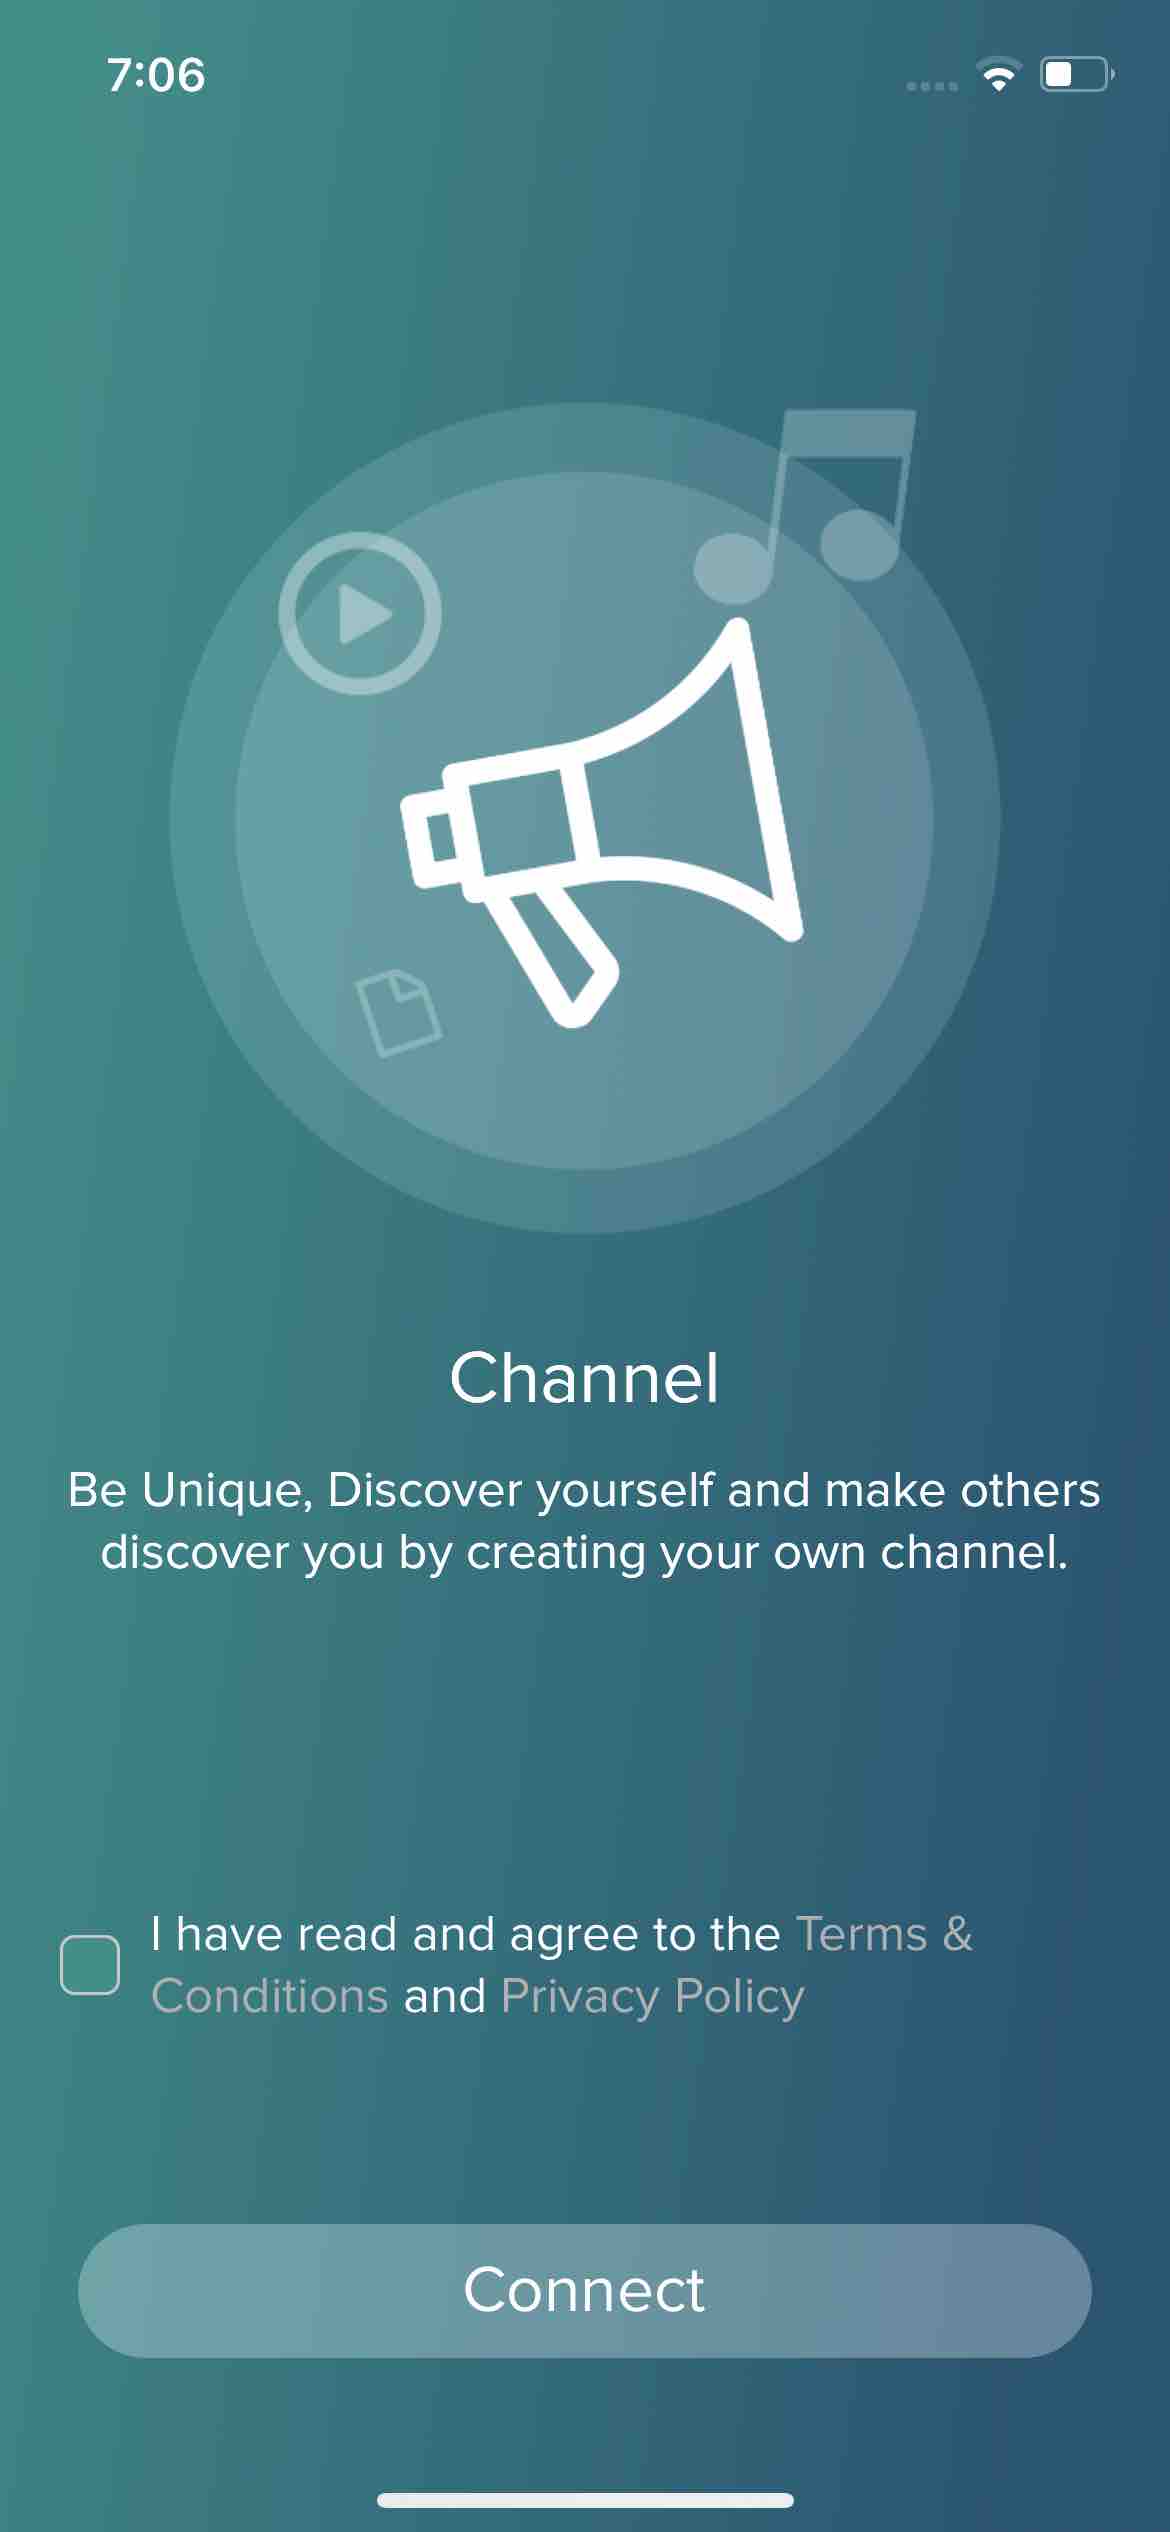 7:06
Channel
Be Unique, Discover yourself and make others
discover you by creating your own channel.
I have read and agree to the Terms &
Conditions and Privacy Policy
Connect